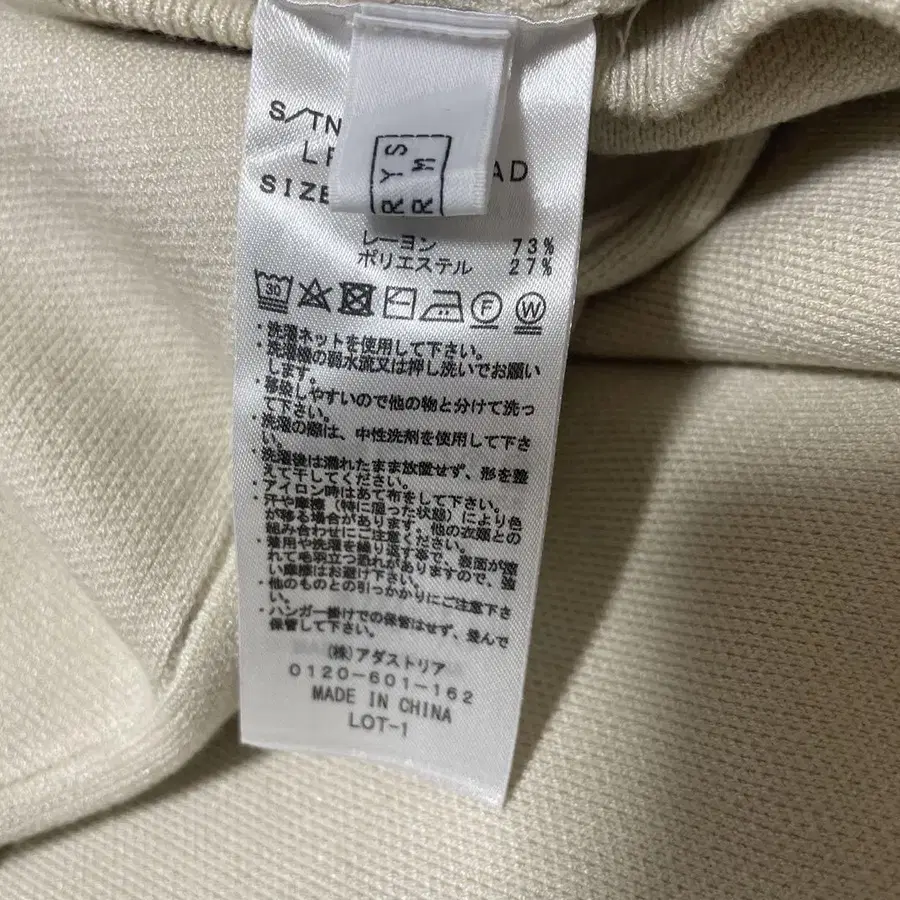 S/TN
AD
SIZE
R Y S
R M
レーヨン 73%
ポリエステル 27%
30
F
W
・洗濯ネットを使用して下さい。
・洗濯機の弱水流又は押し洗いでお願い
します。
・移染しやすいので他の物と分けて洗っ
て下さい。
・洗濯の際は、中性洗剤を使用して下さ
い。
・洗濯後は濡れたまま放置せず、形を整
えて干してください。
・アイロン時はあて布をして下さい。
・汗や摩擦(特に湿った状態)により色
が移る場合があります。他の衣類との
組み合わせにご注意ください。
・着用や洗濯を繰り返す事で、表面が擦
れて毛羽立つ恐れがありますので、強
い摩擦はお避け下さい。
・他のものとの引っかかりにご注意下さ
い。
・ハンガー掛けでの保管はせず、畳んで
保管して下さい。
(株)アダストリア
0120-601-162
MADE IN CHINA
LOT-1